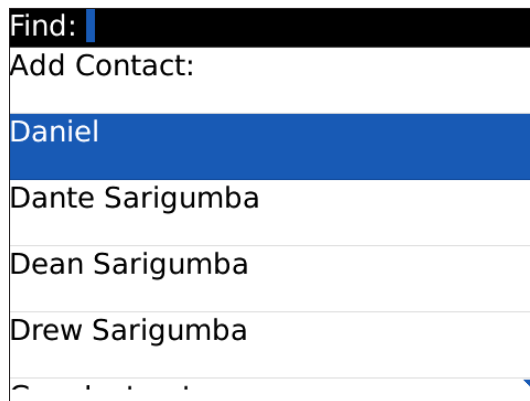 Find:
Add Contact:
Daniel
Dante Sarigumba
Dean Sarigumba
Drew Sarigumba